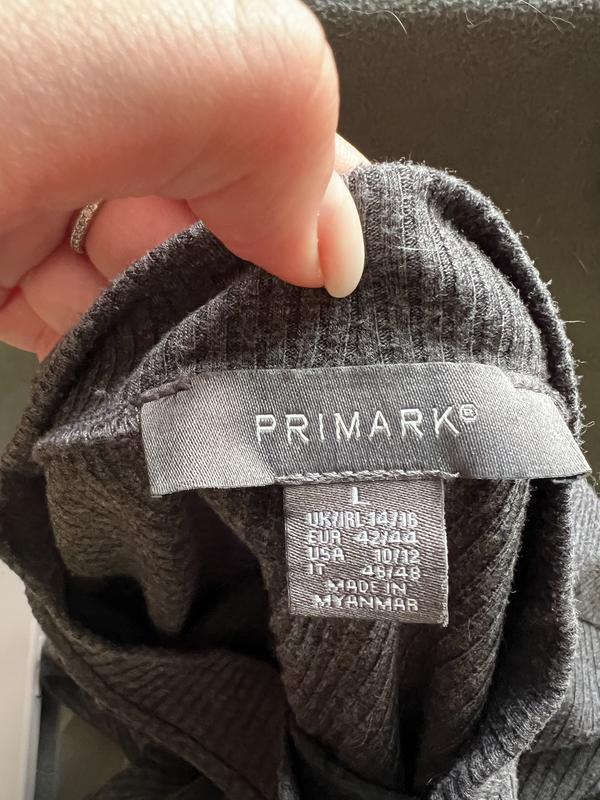 PRIMARK®
L
UK/IRL 14/16
EUR 42/44
USA 10/12
IT 46/48
MADE IN
MYANMAR